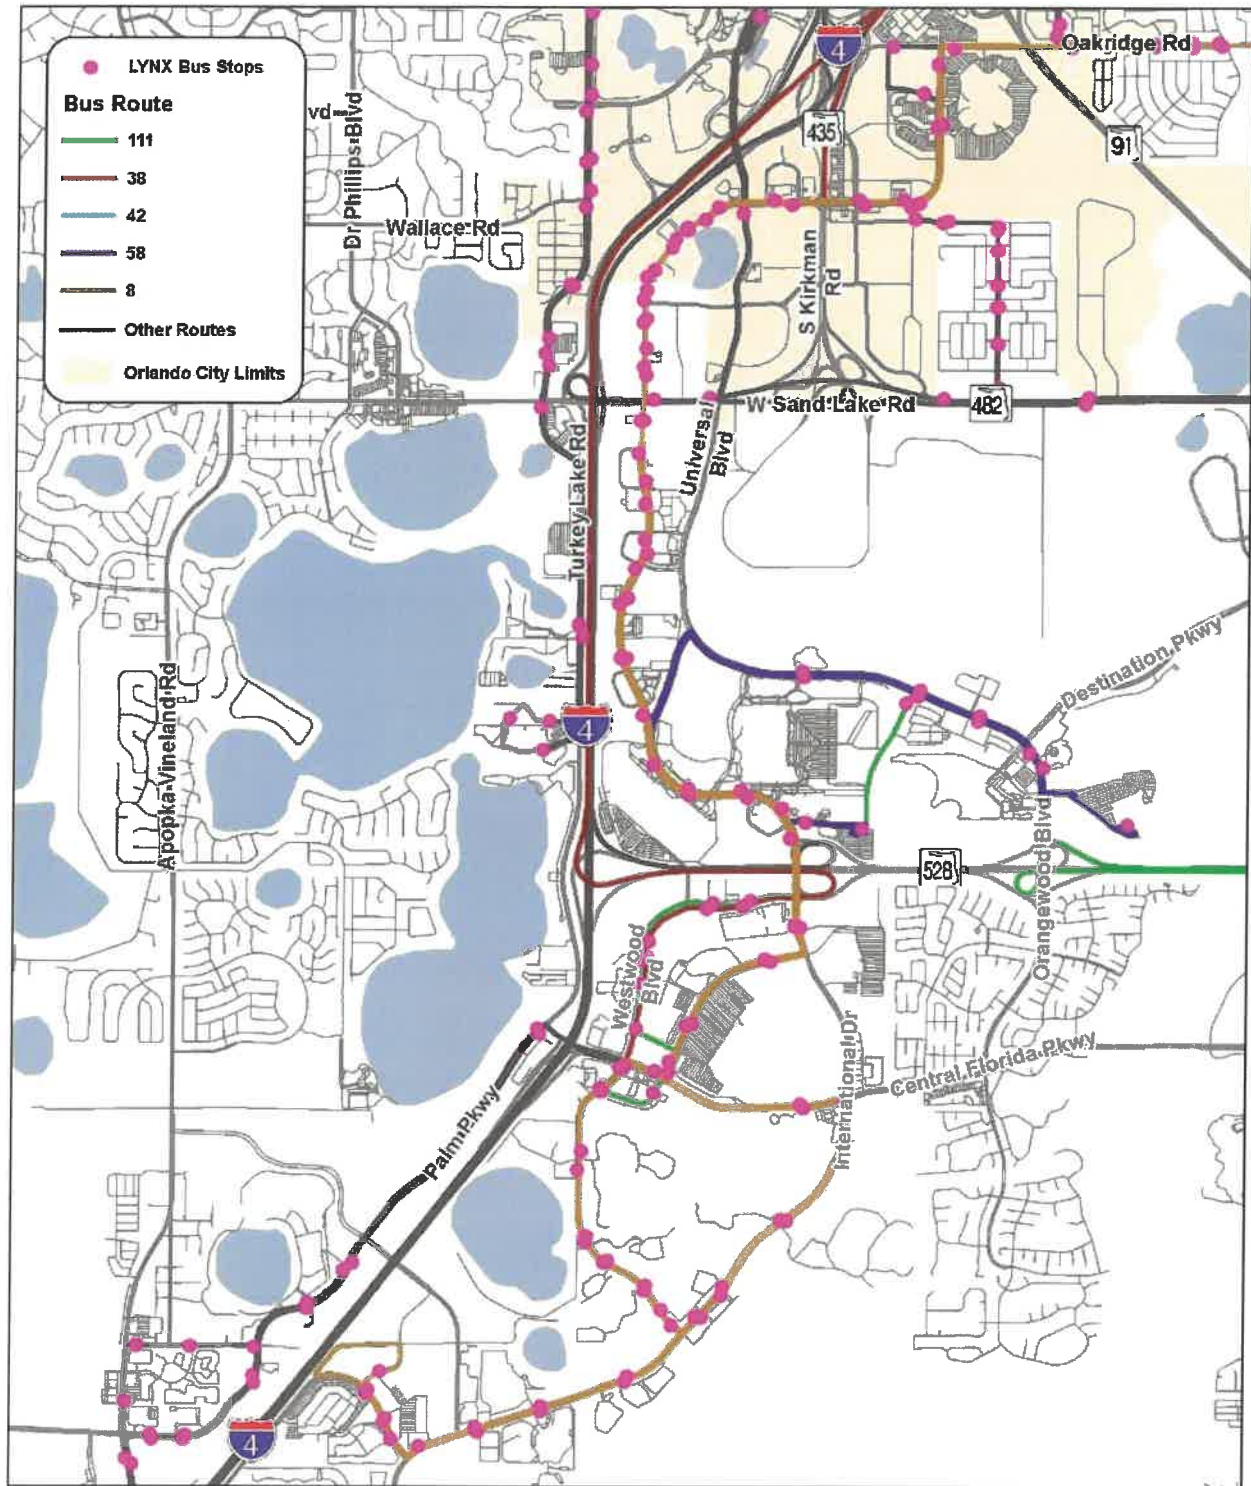 LYNX Bus Stops
Bus Route
111
38
42
58
8
Other Routes
Orlando City Limits
vd
Dr Phillips Blvd
Wallace Rd
4
435
Oakridge Rd
91
S Kirkman
Rd
W Sand Lake Rd
482
Universal
Blvd
Turkey Lake Rd
Apopka Vineland Rd
4
Destination Pkwy
528
Orangewood Blvd
Westwood
Blvd
International Dr
Central Florida Pkwy
Palm Pkwy
4